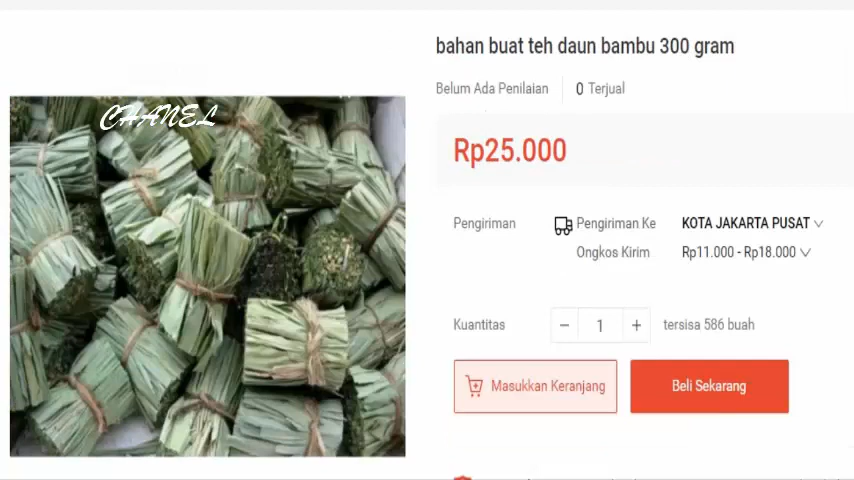 bahan buat teh daun bambu 300 gram
Belum Ada Penilaian 0 Terjual
CHANEL
Rp25.000
Pengiriman Pengiriman Ke KOTA JAKARTA PUSAT
Ongkos Kirim Rp11.000 - Rp18.000
Kuantitas − 1 + tersisa 586 buah
Masukkan Keranjang Beli Sekarang